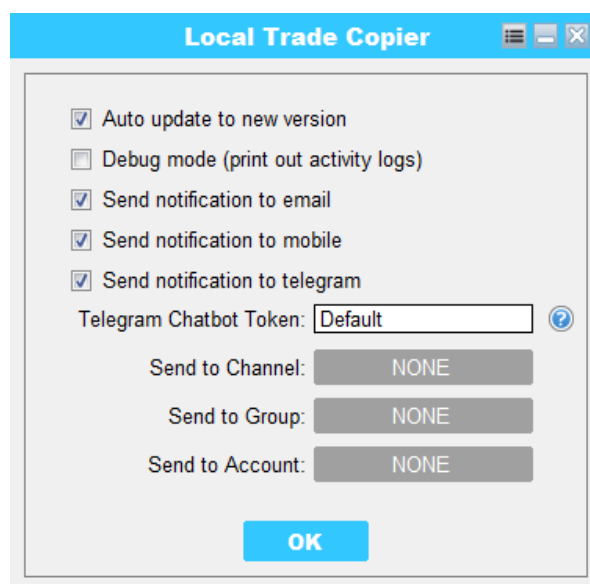 Local Trade Copier
Auto update to new version
Debug mode (print out activity logs)
Send notification to email
Send notification to mobile
Send notification to telegram
Telegram Chatbot Token: Default ?
Send to Channel: NONE
Send to Group: NONE
Send to Account: NONE
OK